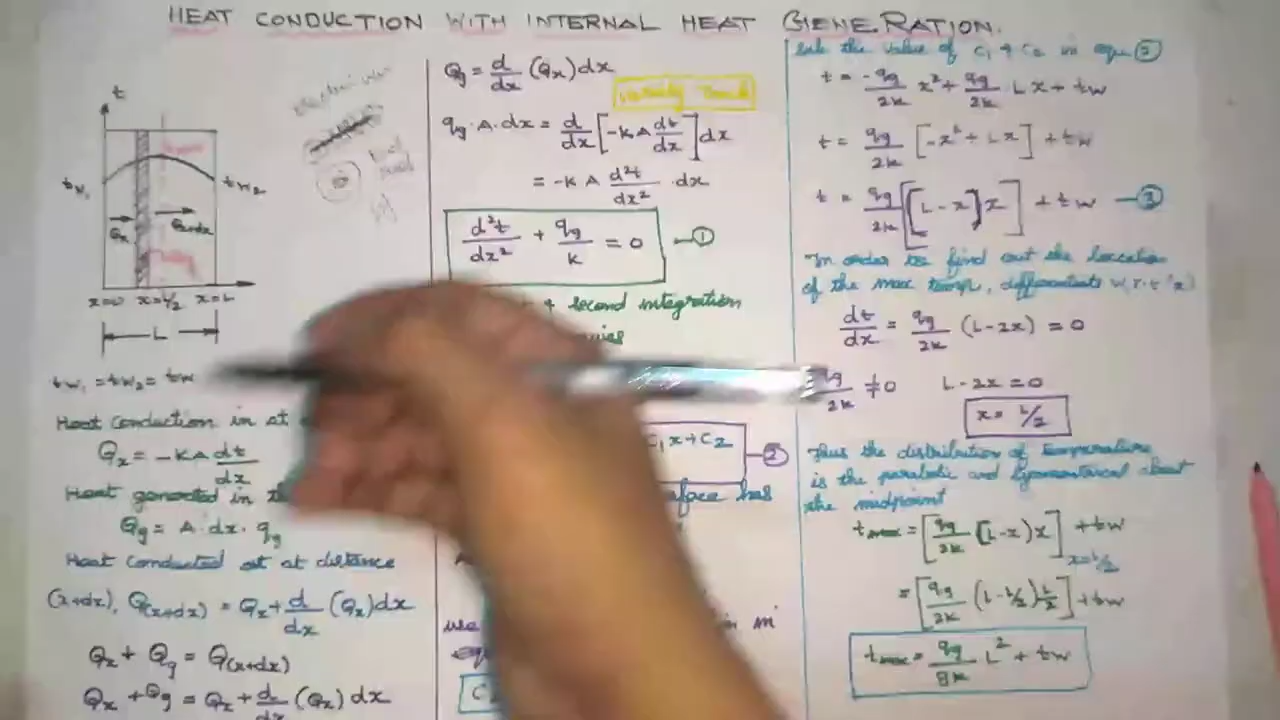 HEAT CONDUCTION WITH INTERNAL HEAT GENERATION.
t
tw₁
tw₂
Qx
Q(x+dx)
x=0 x=L/2 x=L
L
tw₁ = tw₂ = tw
Heat conduction in at
Qx = -KA dt/dx
Heat generated in the
Qg = A·dx·qg
Heat conducted out at distance
(x+dx), Q(x+dx) = Qx + d/dx (Qx)dx
Qx + Qg = Q(x+dx)
Qx + Qg = Qx + d/dx (Qx) dx
Qg = d/dx (Qx) dx
qg·A·dx = d/dx [-KA dt/dx] dx
= -KA d²t/dx² dx
d²t/dx² + qg/k = 0 —①
& second integration
C₁x + C₂ —②
face has
use
in in
C
Sub the value of C₁ & C₂ in equ ②
t = -qg/2k x² + qg/2k · Lx + tw
t = qg/2k [-x² + Lx] + tw
t = qg/2k [[L-x]x] + tw —③
In order to find out the location
of the max temp, differentiate w.r.t 'x'
dt/dx = qg/2k (L-2x) = 0
qg/2k ≠ 0 L-2x = 0
x = L/2
Thus the distribution of temperature
is the parabolic and symmetrical about
the midpoint
tmax = [qg/2k (L-x)x] x=L/2 + tw
= [qg/2k (L-L/2) L/2] + tw
tmax = qg/8k L² + tw